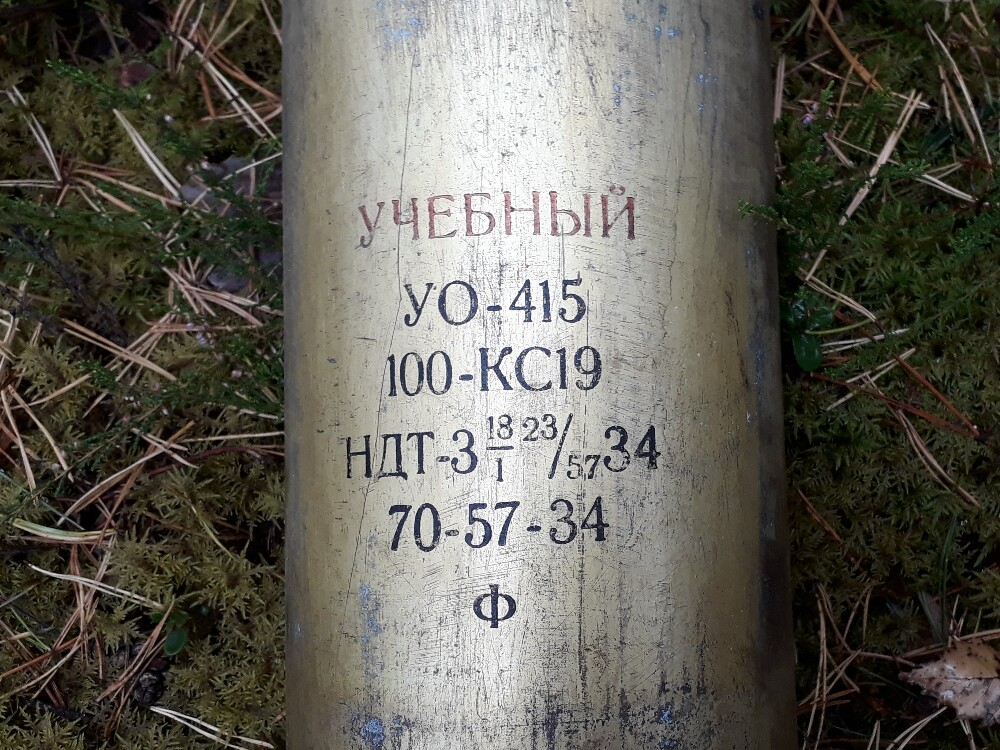 УЧЕБНЫЙ
УО-415
100-КС19
НДТ-3 18/1 23/57 34
70-57-34
Ф